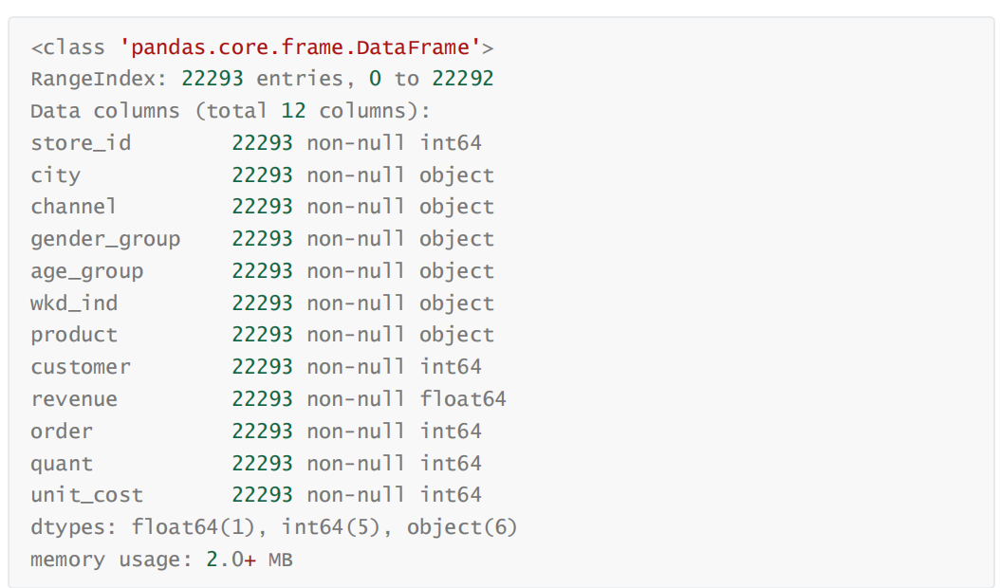 <class 'pandas.core.frame.DataFrame'>
RangeIndex: 22293 entries, 0 to 22292
Data columns (total 12 columns):
store_id        22293 non-null int64
city            22293 non-null object
channel         22293 non-null object
gender_group    22293 non-null object
age_group       22293 non-null object
wkd_ind         22293 non-null object
product         22293 non-null object
customer        22293 non-null int64
revenue         22293 non-null float64
order           22293 non-null int64
quant           22293 non-null int64
unit_cost       22293 non-null int64
dtypes: float64(1), int64(5), object(6)
memory usage: 2.0+ MB